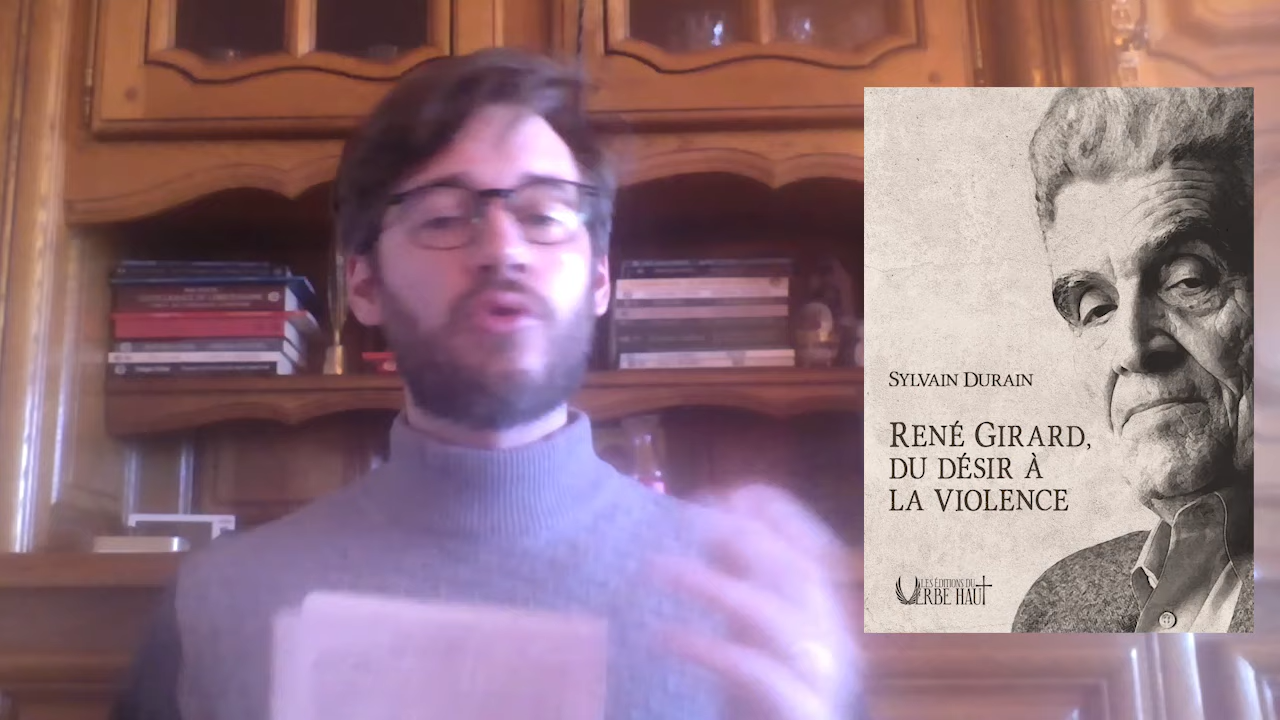 SYLVAIN DURAIN
RENÉ GIRARD,
DU DÉSIR À
LA VIOLENCE
LES ÉDITIONS DU
VERBE HAUT